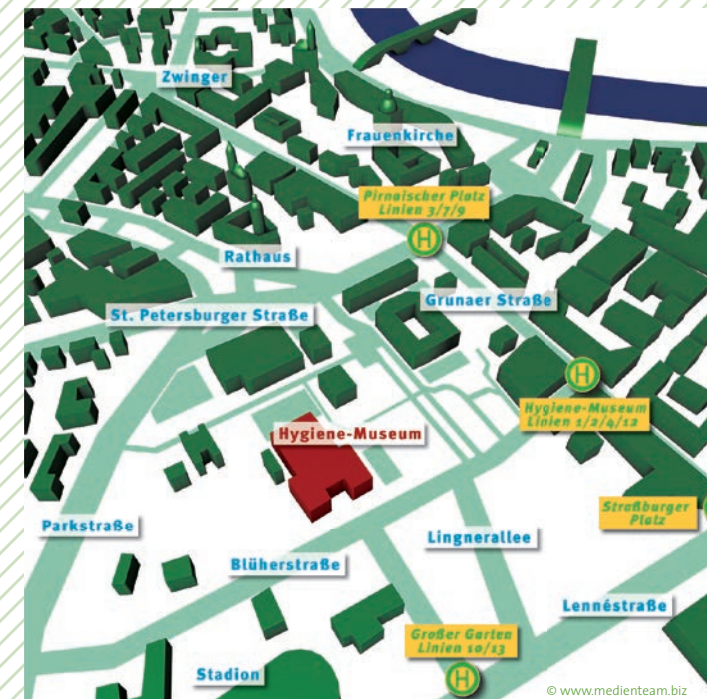 Zwinger
Frauenkirche
Pirnaischer Platz
Linien 3/7/9
H
Rathaus
Grunaer Straße
St. Petersburger Straße
H
Hygiene-Museum
Linien 1/2/4/12
Hygiene-Museum
Straßburger
Platz
Parkstraße
Lingnerallee
Blüherstraße
Lennéstraße
Großer Garten
Linien 10/13
H
Stadion
© www.medienteam.biz